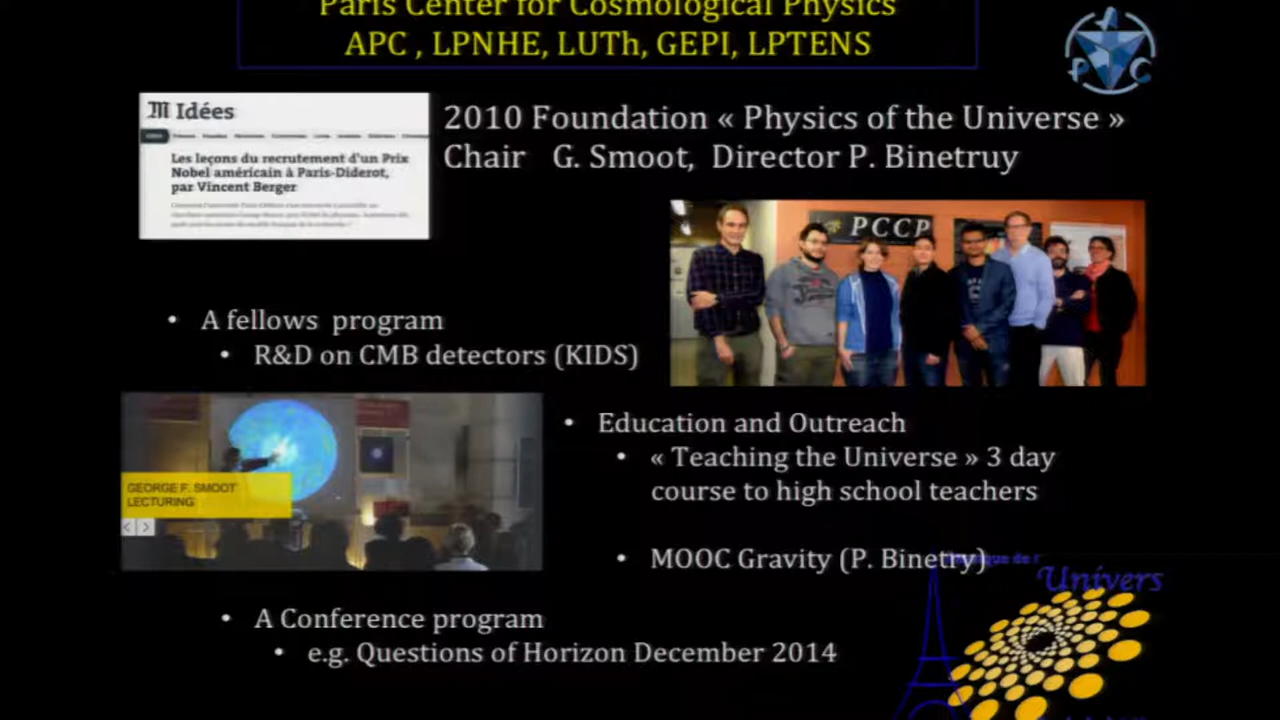 Paris Center for Cosmological Physics
APC , LPNHE, LUTh, GEPI, LPTENS
APC
M Idées
2010 Foundation « Physics of the Universe »
Chair G. Smoot, Director P. Binetruy
Les leçons du recrutement d'un Prix
Nobel américain à Paris-Diderot,
par Vincent Berger
PCCP
• A fellows program
• R&D on CMB detectors (KIDS)
GEORGE F. SMOOT
LECTURING
• Education and Outreach
• « Teaching the Universe » 3 day
course to high school teachers
• MOOC Gravity (P. Binetry)
Univers
• A Conference program
• e.g. Questions of Horizon December 2014